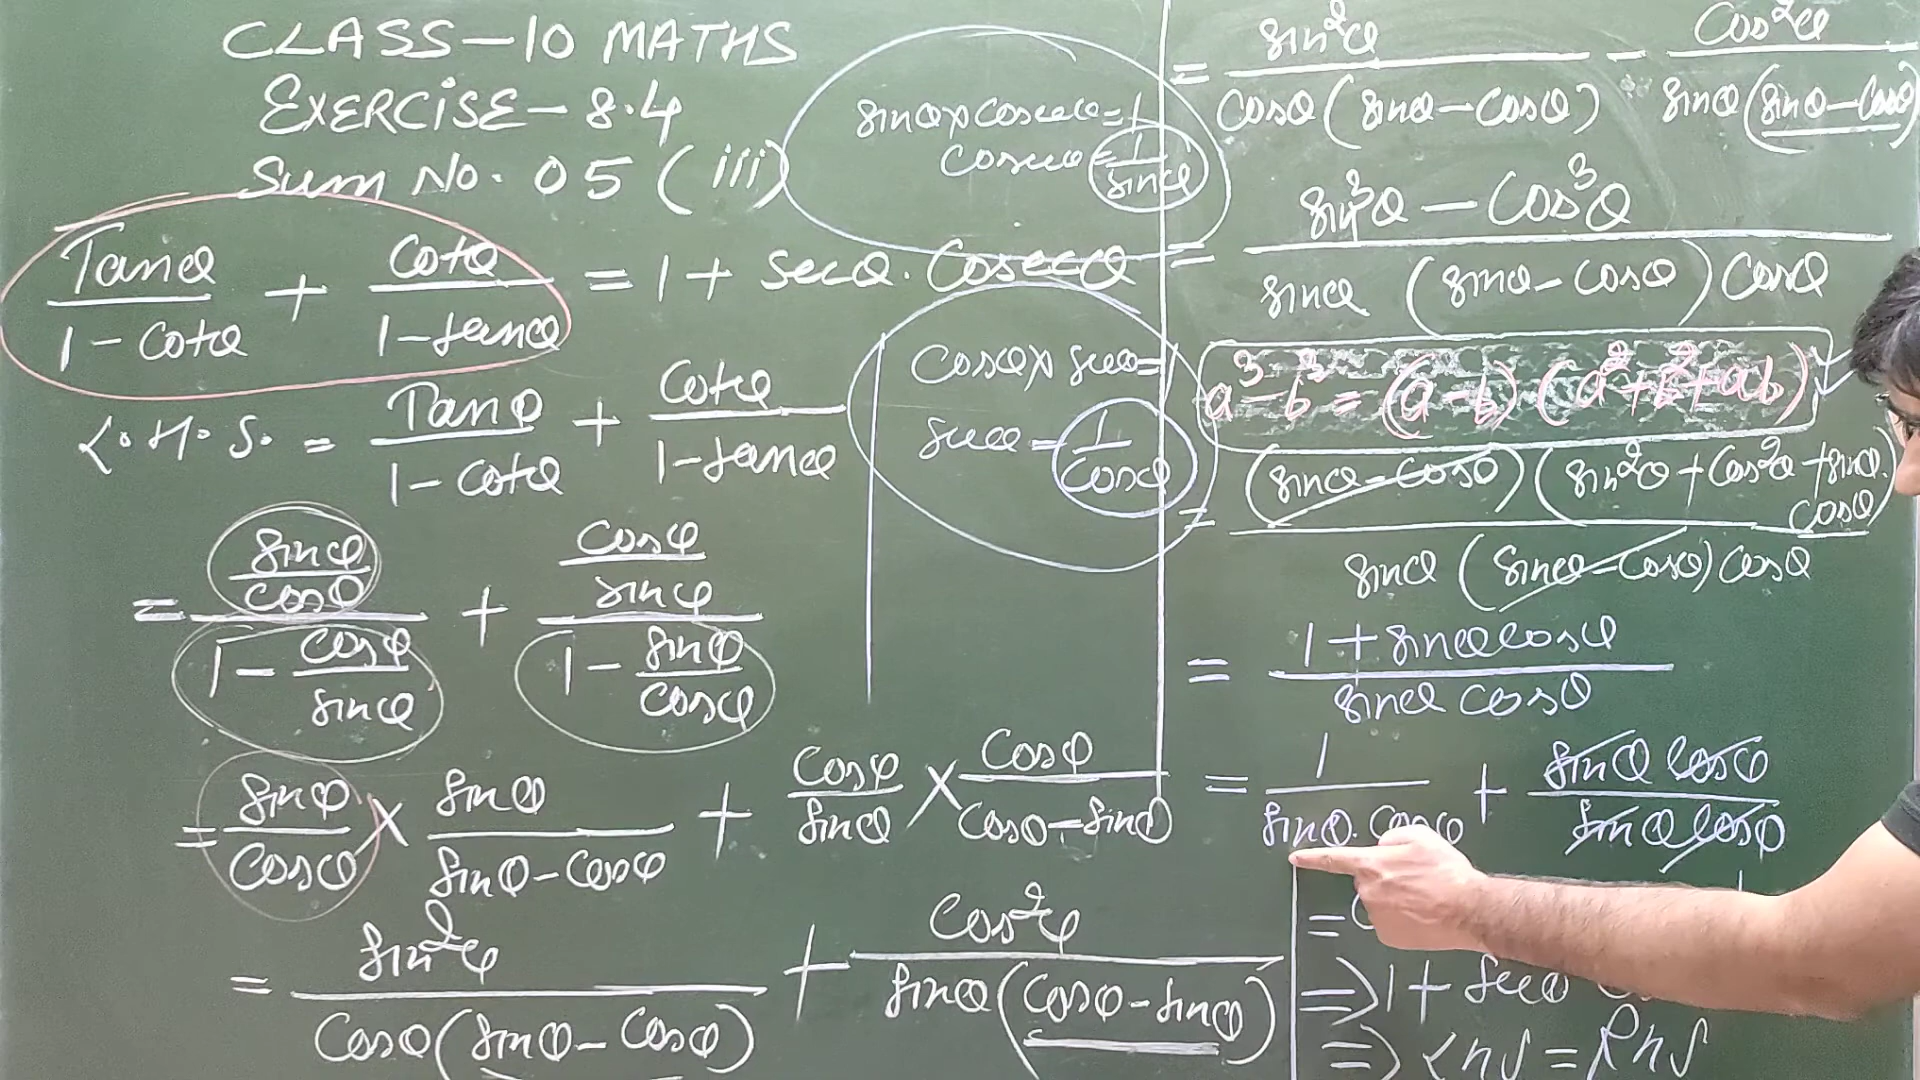 CLASS-10 MATHS
EXERCISE-8.4
Sum No. 05 (iii)
Tanθ/(1-cotθ) + cotθ/(1-tanθ) = 1 + secθ.Cosecθ
L.H.S. = Tanθ/(1-cotθ) + cotθ/(1-tanθ)
= (sinθ/cosθ)/(1-cosθ/sinθ) + (cosθ/sinθ)/(1-sinθ/cosθ)
= sinθ/cosθ × sinθ/(sinθ-cosθ) + cosθ/sinθ × cosθ/(cosθ-sinθ)
= sin²θ/(cosθ(sinθ-cosθ)) + cos²θ/(sinθ(cosθ-sinθ))
sinθ×cosecθ=1
cosecθ=1/sinθ
cosθ×secθ=1
secθ=1/cosθ
= sin²θ/(cosθ(sinθ-cosθ)) - cos²θ/(sinθ(sinθ-cosθ))
= (sin³θ-cos³θ)/(sinθ(sinθ-cosθ)cosθ)
a³-b³=(a-b)(a²+b²+ab)
= (sinθ-cosθ)(sin²θ+cos²θ+sinθ.cosθ)/(sinθ(sinθ-cosθ)cosθ)
= (1+sinθcosθ)/(sinθcosθ)
= 1/(sinθ.cosθ) + sinθcosθ/(sinθcosθ)
=
⇒ 1+secθ
⇒ LHS=RHS